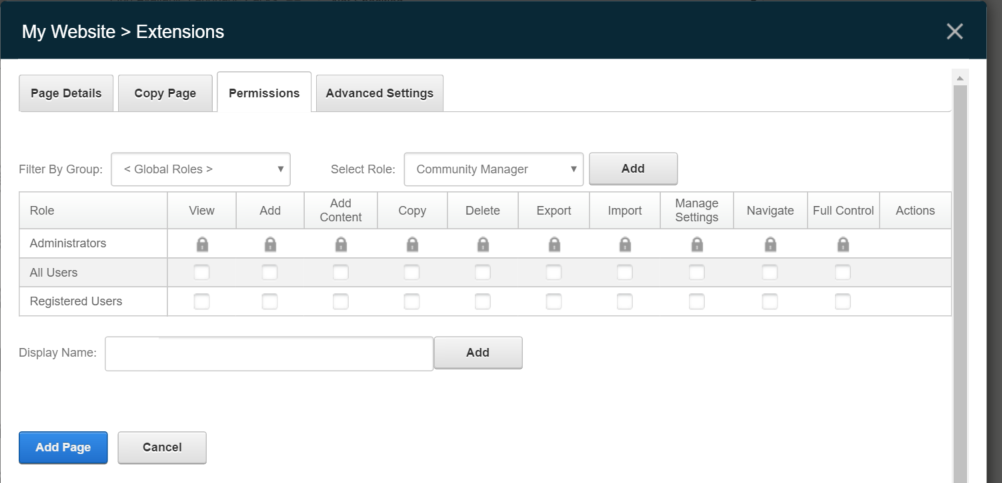 My Website > Extensions
Page Details Copy Page Permissions Advanced Settings
Filter By Group: < Global Roles > Select Role: Community Manager Add
Role View Add Add Content Copy Delete Export Import Manage Settings Navigate Full Control Actions
Administrators
All Users
Registered Users
Display Name: Add
Add Page Cancel